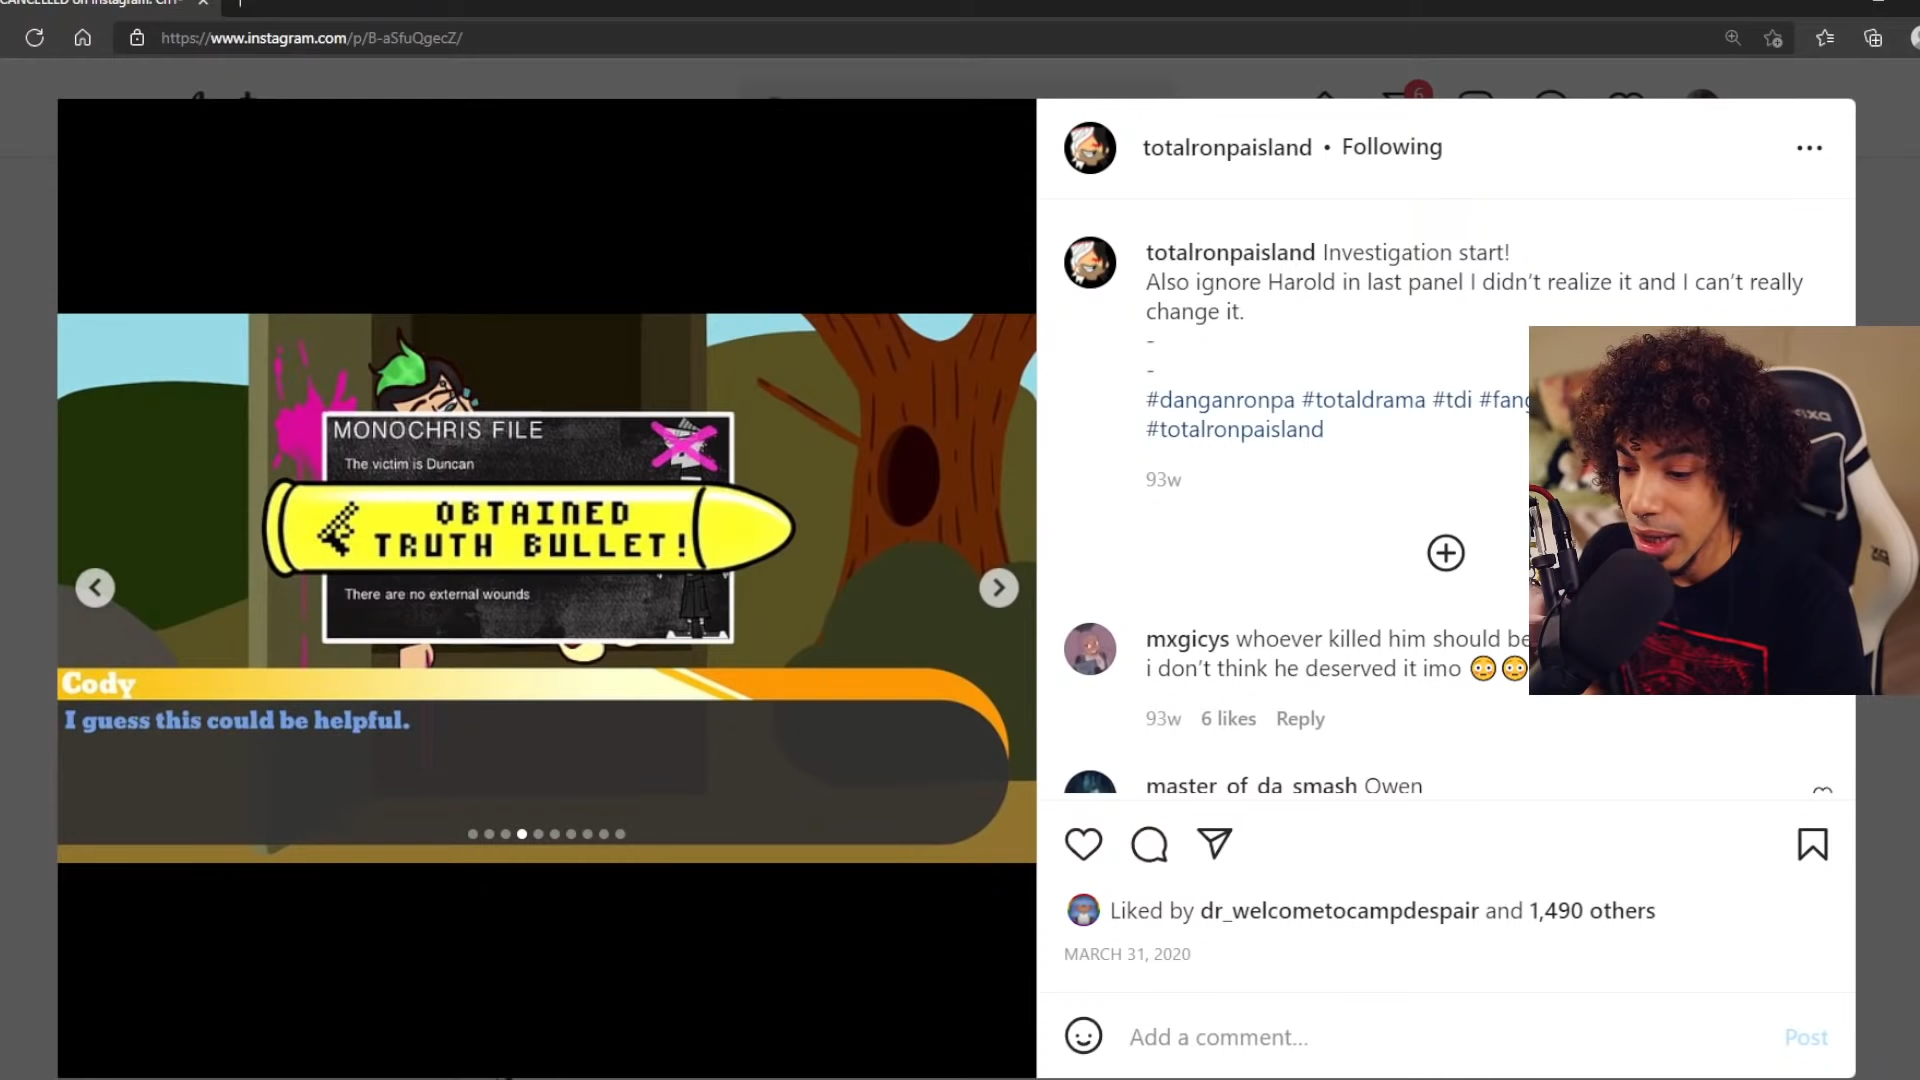 https://www.instagram.com/p/B-aSfuQgecZ/
6
totalronpaisland • Following
totalronpaisland Investigation start!
Also ignore Harold in last panel I didn't realize it and I can't really
change it.
-
-
#danganronpa #totaldrama #tdi #fang
#totalronpaisland
93w
MONOCHRIS FILE
The victim is Duncan
OBTAINED
TRUTH BULLET!
There are no external wounds
Cody
I guess this could be helpful.
mxgicys whoever killed him should be
i don't think he deserved it imo 😳😳
93w 6 likes Reply
master_of_da_smash Owen
Liked by dr_welcometocampdespair and 1,490 others
MARCH 31, 2020
Add a comment...
Post